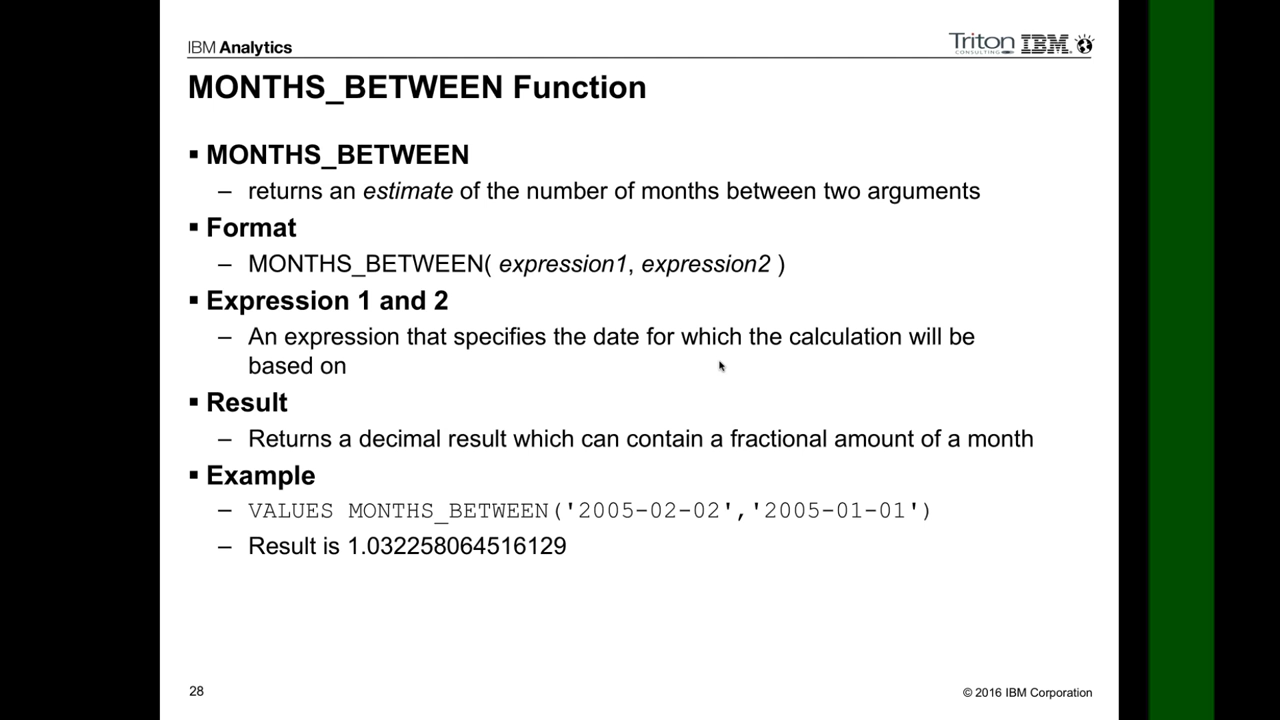 IBM Analytics
Triton IBM
CONSULTING
MONTHS_BETWEEN Function
▪ MONTHS_BETWEEN
– returns an estimate of the number of months between two arguments
▪ Format
– MONTHS_BETWEEN( expression1, expression2 )
▪ Expression 1 and 2
– An expression that specifies the date for which the calculation will be
based on
▪ Result
– Returns a decimal result which can contain a fractional amount of a month
▪ Example
– VALUES MONTHS_BETWEEN('2005-02-02','2005-01-01')
– Result is 1.032258064516129
28
© 2016 IBM Corporation